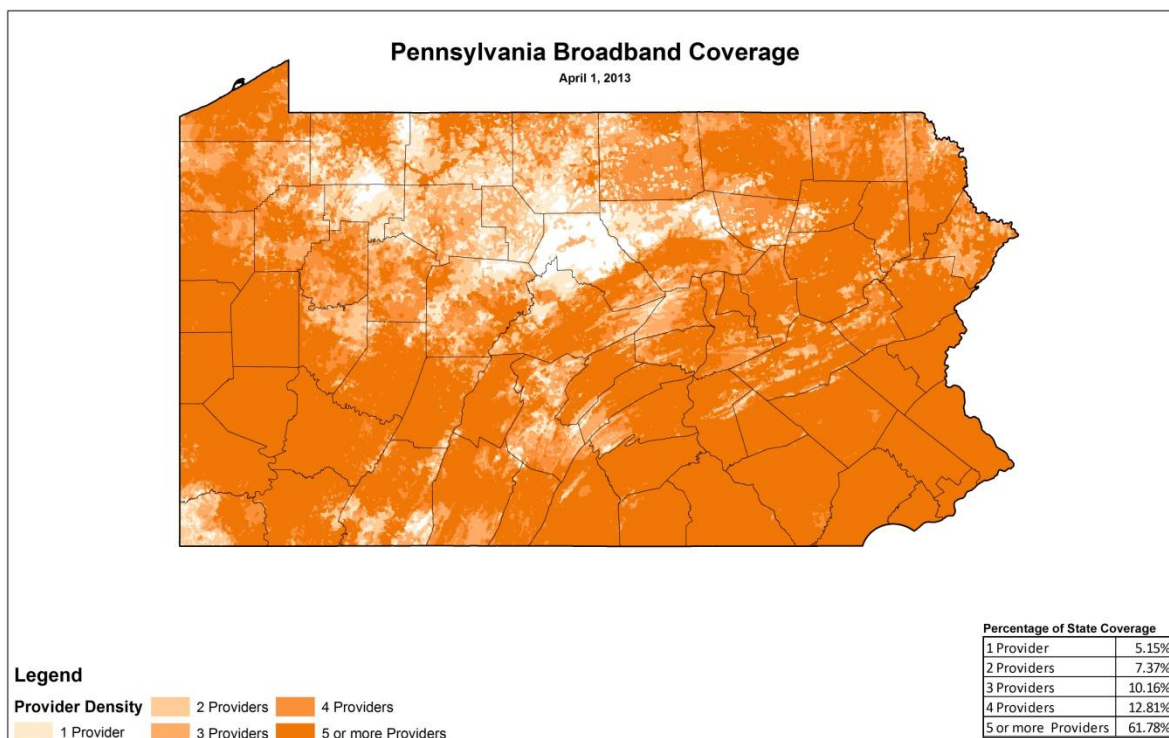 Pennsylvania Broadband Coverage
April 1, 2013
Legend
Provider Density
1 Provider
2 Providers
3 Providers
4 Providers
5 or more Providers
Percentage of State Coverage
1 Provider 5.15%
2 Providers 7.37%
3 Providers 10.16%
4 Providers 12.81%
5 or more Providers 61.78%